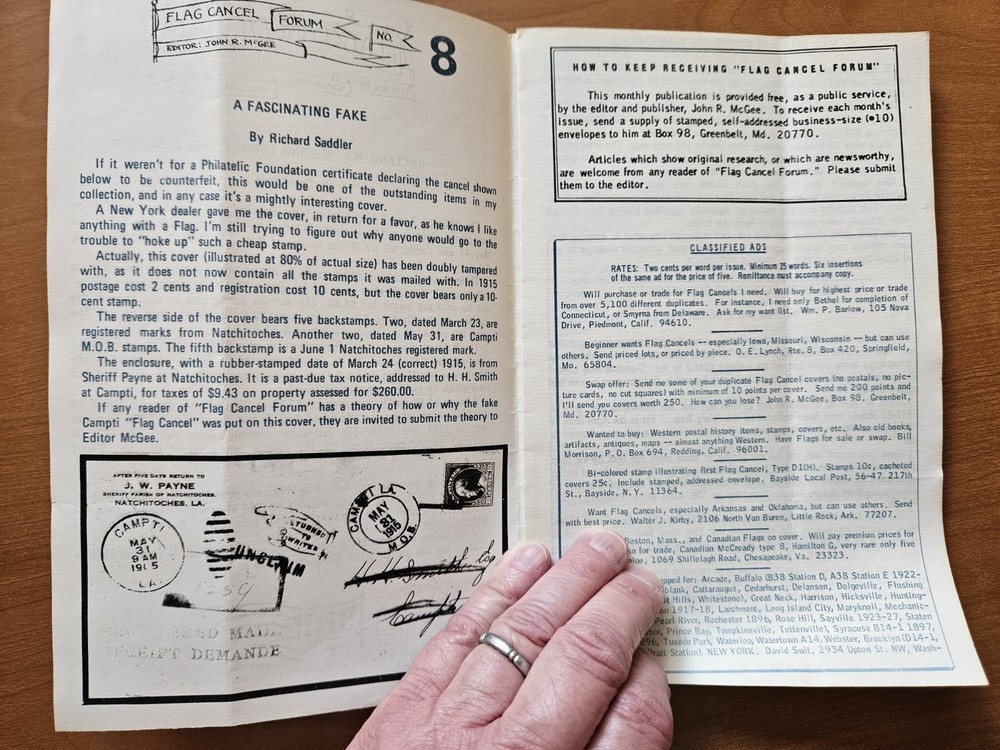 FLAG CANCEL FORUM NO. 8
EDITOR: JOHN R. McGEE
A FASCINATING FAKE
By Richard Saddler
If it weren't for a Philatelic Foundation certificate declaring the cancel shown
below to be counterfeit, this would be one of the outstanding items in my
collection, and in any case it's a mightly interesting cover.
A New York dealer gave me the cover, in return for a favor, as he knows I like
anything with a Flag. I'm still trying to figure out why anyone would go to the
trouble to "hoke up" such a cheap stamp.
Actually, this cover (illustrated at 80% of actual size) has been doubly tampered
with, as it does not now contain all the stamps it was mailed with. In 1915
postage cost 2 cents and registration cost 10 cents, but the cover bears only a 10-
cent stamp.
The reverse side of the cover bears five backstamps. Two, dated March 23, are
registered marks from Natchitoches. Another two, dated May 31, are Campti
M.O.B. stamps. The fifth backstamp is a June 1 Natchitoches registered mark.
The enclosure, with a rubber-stamped date of March 24 (correct) 1915, is from
Sheriff Payne at Natchitoches. It is a past-due tax notice, addressed to H. H. Smith
at Campti, for taxes of $9.43 on property assessed for $260.00.
If any reader of "Flag Cancel Forum" has a theory of how or why the fake
Campti "Flag Cancel" was put on this cover, they are invited to submit the theory to
Editor McGee.
AFTER FIVE DAYS RETURN TO
J. W. PAYNE
SHERIFF PARISH OF NATCHITOCHES,
NATCHITOCHES, LA.
CAMPTI
MAY
31
9 AM
1915
LA.
RETURNED
TO
WRITER
UNCLAIM
CAMPTI LA
MAY
31
1915
M.O.B.
H. H. Smith Esq
Campti
MAIL
RECEIPT DEMANDE
HOW TO KEEP RECEIVING "FLAG CANCEL FORUM"
This monthly publication is provided free, as a public service,
by the editor and publisher, John R. McGee. To receive each month's
issue, send a supply of stamped, self-addressed business-size (#10)
envelopes to him at Box 98, Greenbelt, Md. 20770.
Articles which show original research, or which are newsworthy,
are welcome from any reader of "Flag Cancel Forum." Please submit
them to the editor.
CLASSIFIED ADS
RATES: Two cents per word per issue. Minimum 25 words. Six insertions
of the same ad for the price of five. Remittance must accompany copy.
Will purchase or trade for Flag Cancels I need. Will buy for highest price or trade
from over 5,100 different duplicates. For instance, I need only Bethel for completion of
Connecticut, or Smyrna from Delaware. Ask for my want list. Wm. P. Barlow, 105 Nova
Drive, Piedmont, Calif. 94610.
Beginner wants Flag Cancels -- especially Iowa, Missouri, Wisconsin -- but can use
others. Send priced lots, or priced by piece. O. E. Lynch, Rte. 8, Box 420, Springfield,
Mo. 65804.
Swap offer: Send me some of your duplicate Flag Cancel covers (no postals, no pic-
ture cards, no cut squares) with minimum of 10 points per cover. Send me 200 points and
I'll send you covers worth 250. How can you lose? John R. McGee, Box 98, Greenbelt,
Md. 20770.
Wanted to buy: Western postal history items, stamps, covers, etc. Also old books,
artifacts, antiques, maps -- almost anything Western. Have Flags for sale or swap. Bill
Morrison, P. O. Box 694, Redding, Calif. 96001.
Bi-colored stamp illustrating first Flag Cancel, Type D1(H). Stamps 10c, cacheted
covers 25c. Include stamped, addressed envelope. Bayside Local Post, 56-47 217th
St., Bayside, N. Y. 11364.
Want Flag Cancels, especially Arkansas and Oklahoma, but can use others. Send
with best price. Walter J. Kirby, 2106 North Van Buren, Little Rock, Ark. 77207.
Boston, Mass., and Canadian Flags on cover. Will pay premium prices for
so for trade, Canadian McCready type 8, Hamilton G, very rare only five
1069 Shillelagh Road, Chesapeake, Va. 23323.
pped for: Arcade, Buffalo (B38 Station D, A38 Station E 1922-
Cattaraugus, Cedarhurst, Delanson, Dolgeville, Flushing
Hills, Whitestone), Great Neck, Harrison, Hicksville, Hunting-
on 1917-18, Larchmont, Long Island City, Maryknoll, Mechanic-
Pearl River, Rochester 1896, Rose Hill, Sayville 1923-27, Staten
Prince Bay, Tompkinsville, Tottenville), Syracuse B14-1 1897,
896, Tuxedo Park, Waterloo, Watertown A14, Webster, Brooklyn (D14-1,
Pratt Station), NEW YORK. David Swit, 2934 Upton St. NW, Wash-